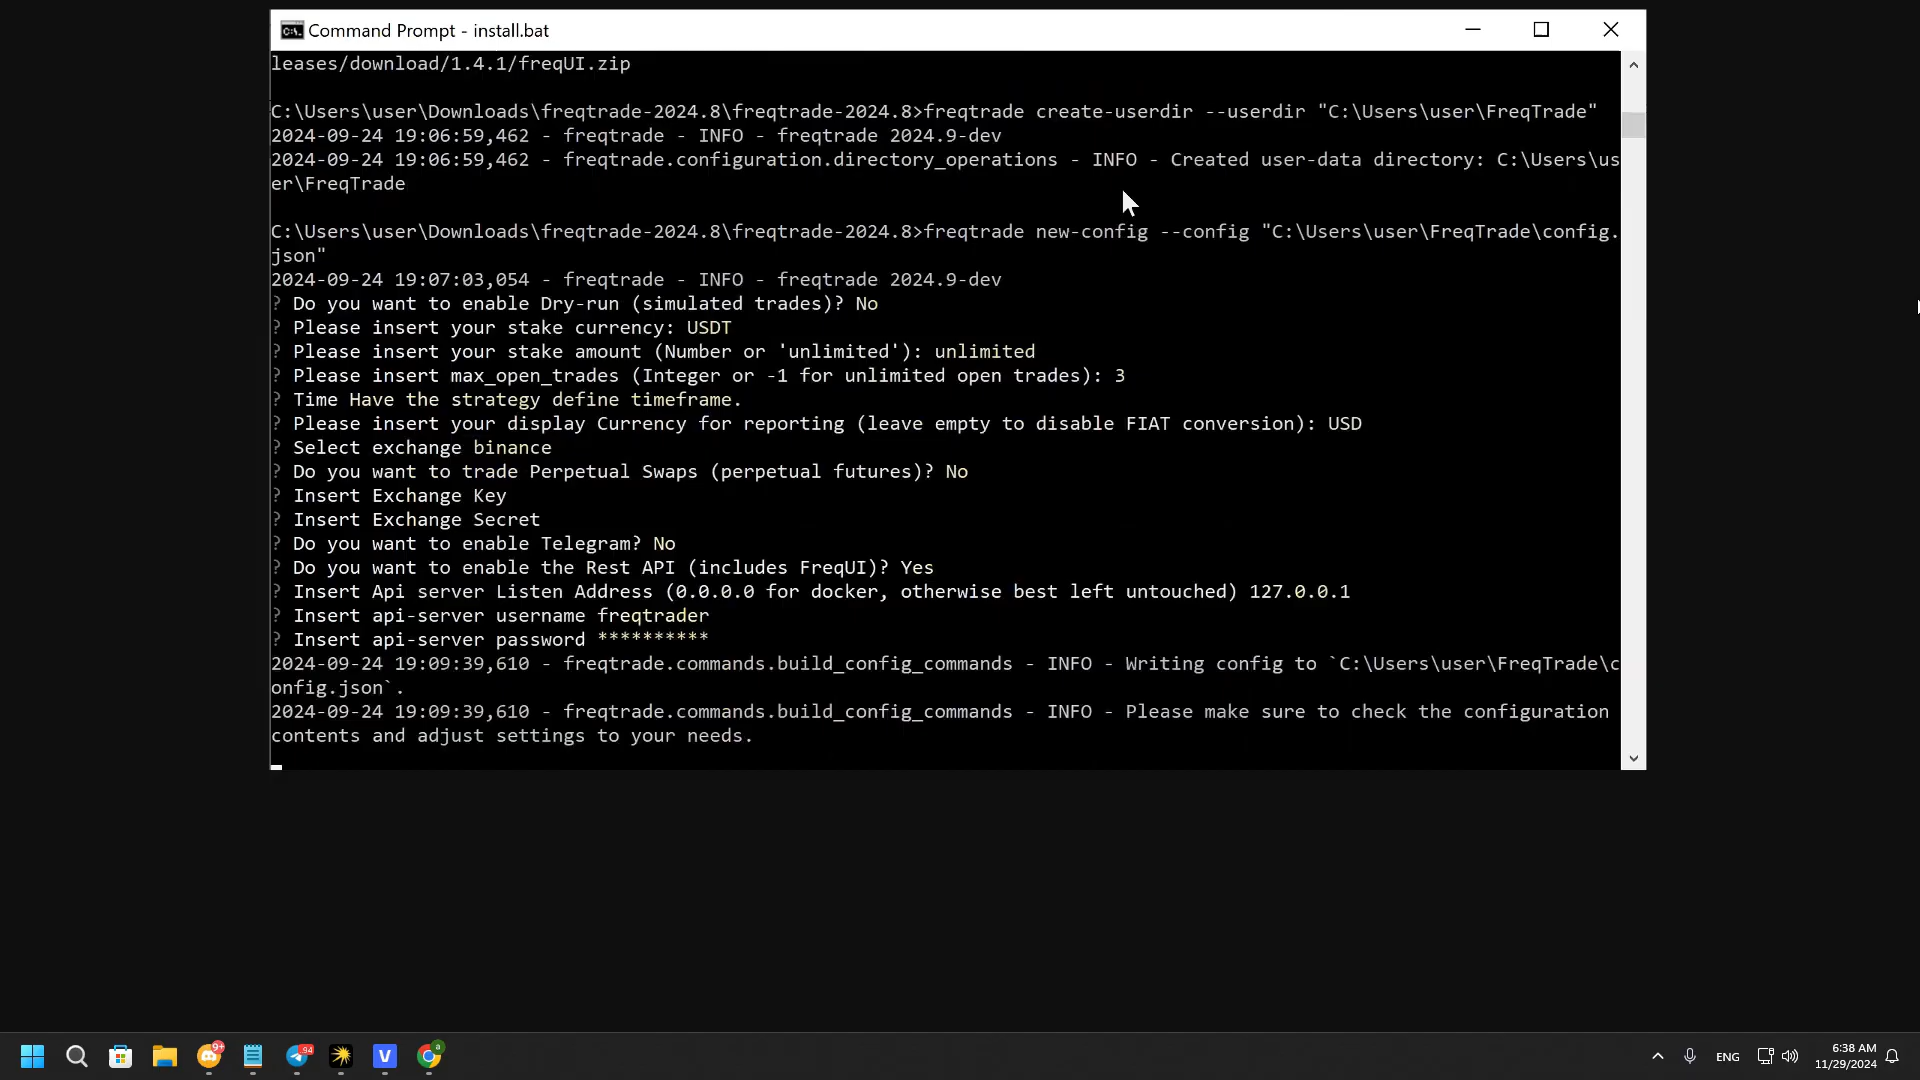 Command Prompt - install.bat
leases/download/1.4.1/freqUI.zip
C:\Users\user\Downloads\freqtrade-2024.8\freqtrade-2024.8>freqtrade create-userdir --userdir "C:\Users\user\FreqTrade"
2024-09-24 19:06:59,462 - freqtrade - INFO - freqtrade 2024.9-dev
2024-09-24 19:06:59,462 - freqtrade.configuration.directory_operations - INFO - Created user-data directory: C:\Users\us
er\FreqTrade
C:\Users\user\Downloads\freqtrade-2024.8\freqtrade-2024.8>freqtrade new-config --config "C:\Users\user\FreqTrade\config.
json"
2024-09-24 19:07:03,054 - freqtrade - INFO - freqtrade 2024.9-dev
? Do you want to enable Dry-run (simulated trades)? No
? Please insert your stake currency: USDT
? Please insert your stake amount (Number or 'unlimited'): unlimited
? Please insert max_open_trades (Integer or -1 for unlimited open trades): 3
? Time Have the strategy define timeframe.
? Please insert your display Currency for reporting (leave empty to disable FIAT conversion): USD
? Select exchange binance
? Do you want to trade Perpetual Swaps (perpetual futures)? No
? Insert Exchange Key
? Insert Exchange Secret
? Do you want to enable Telegram? No
? Do you want to enable the Rest API (includes FreqUI)? Yes
? Insert Api server Listen Address (0.0.0.0 for docker, otherwise best left untouched) 127.0.0.1
? Insert api-server username freqtrader
? Insert api-server password **********
2024-09-24 19:09:39,610 - freqtrade.commands.build_config_commands - INFO - Writing config to `C:\Users\user\FreqTrade\c
onfig.json`.
2024-09-24 19:09:39,610 - freqtrade.commands.build_config_commands - INFO - Please make sure to check the configuration
contents and adjust settings to your needs.
9+
94
V
a
ENG
6:38 AM
11/29/2024